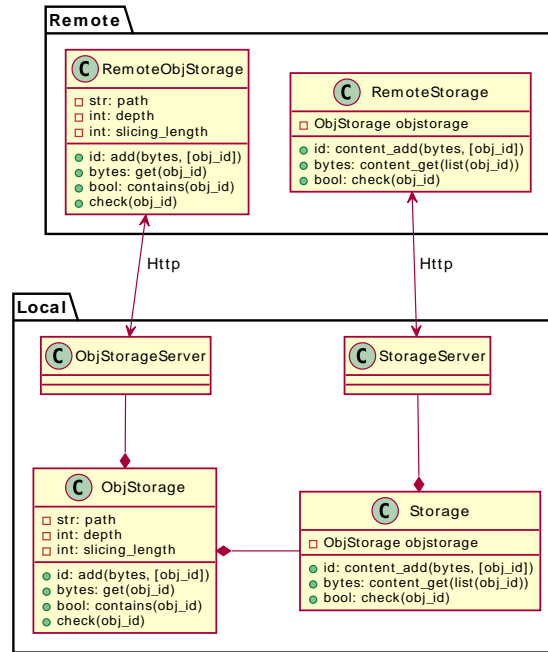 Remote
C RemoteObjStorage
str: path
int: depth
int: slicing_length
id: add(bytes, [obj_id])
bytes: get(obj_id)
bool: contains(obj_id)
check(obj_id)
C RemoteStorage
ObjStorage objstorage
id: content_add(bytes, [obj_id])
bytes: content_get(list(obj_id))
bool: check(obj_id)
Http
Http
Local
C ObjStorageServer
C StorageServer
C ObjStorage
str: path
int: depth
int: slicing_length
id: add(bytes, [obj_id])
bytes: get(obj_id)
bool: contains(obj_id)
check(obj_id)
C Storage
ObjStorage objstorage
id: content_add(bytes, [obj_id])
bytes: content_get(list(obj_id))
bool: check(obj_id)